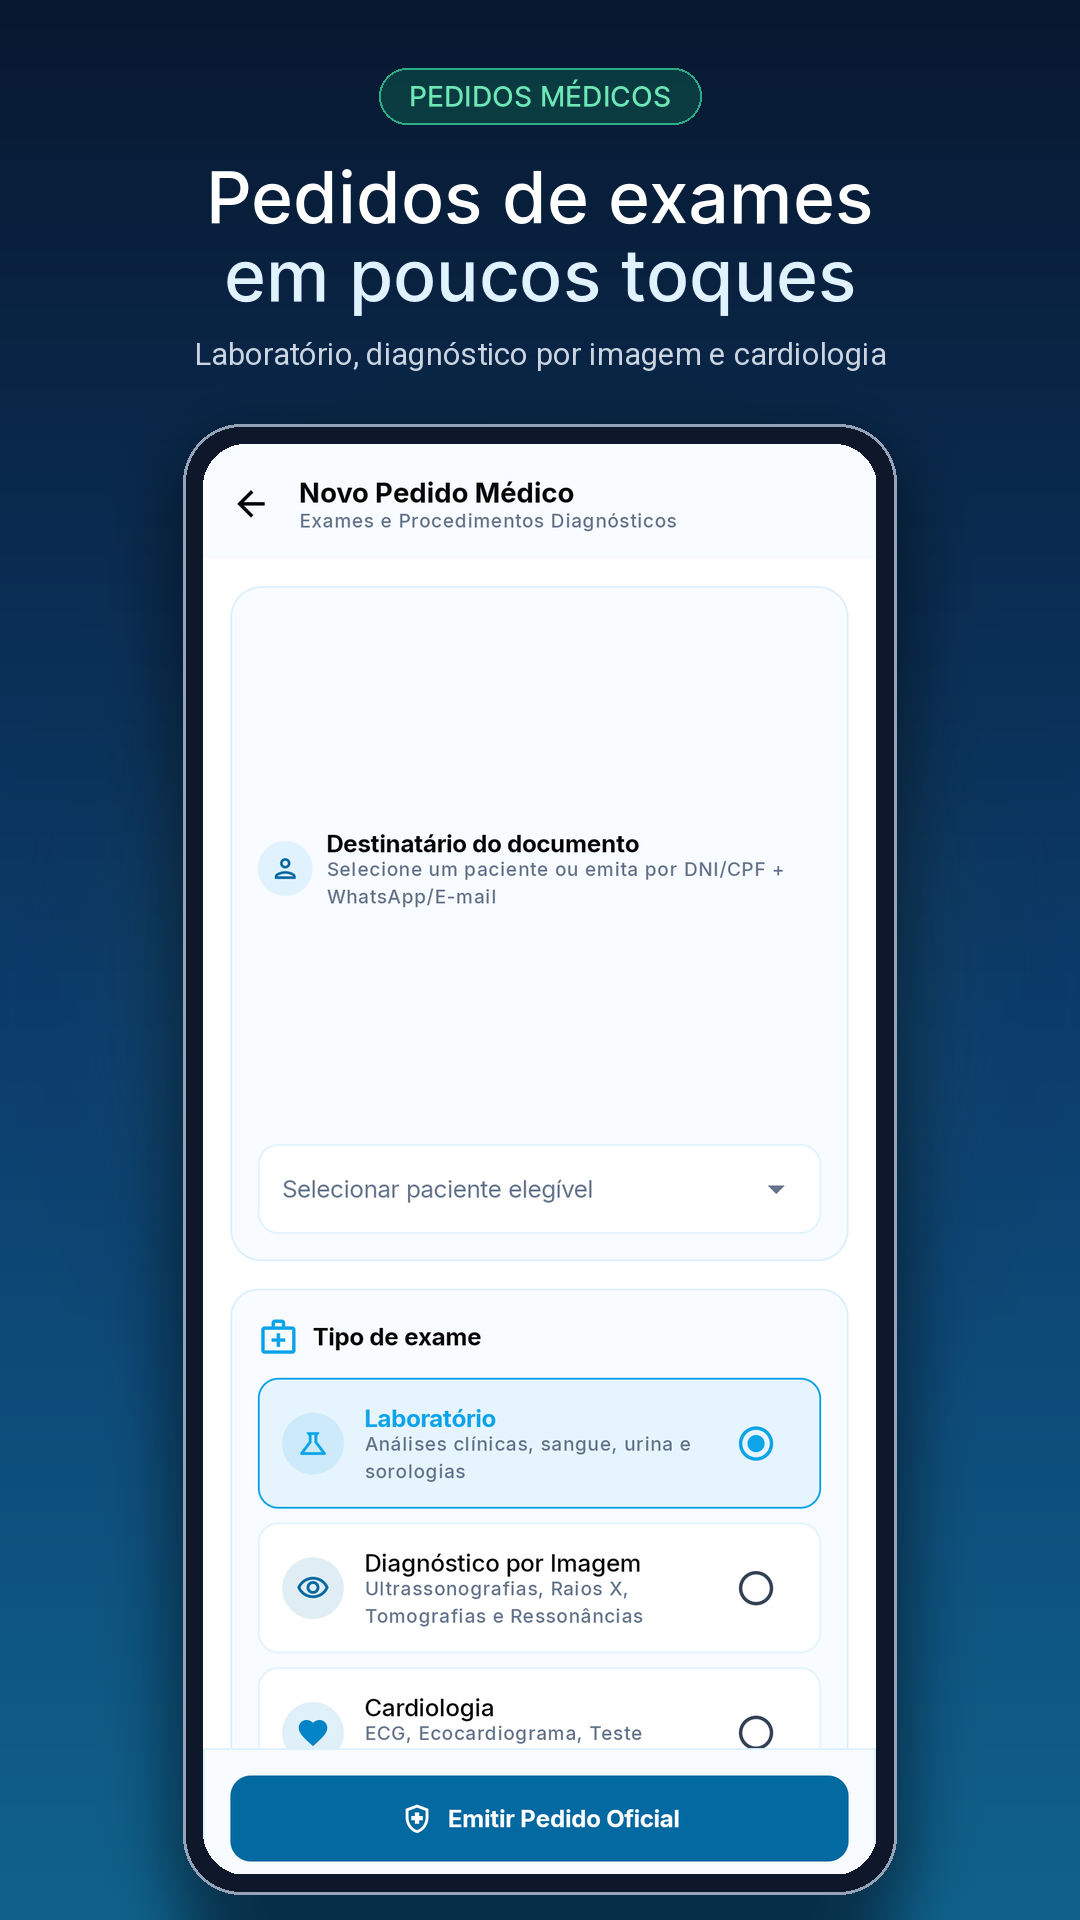 PEDIDOS MÉDICOS
Pedidos de exames
em poucos toques
Laboratório, diagnóstico por imagem e cardiologia
Novo Pedido Médico
Exames e Procedimentos Diagnósticos
Destinatário do documento
Selecione um paciente ou emita por DNI/CPF +
WhatsApp/E-mail
Selecionar paciente elegível
Tipo de exame
Laboratório
Análises clínicas, sangue, urina e
sorologias
Diagnóstico por Imagem
Ultrassonografias, Raios X,
Tomografias e Ressonâncias
Cardiologia
ECG, Ecocardiograma, Teste
Emitir Pedido Oficial